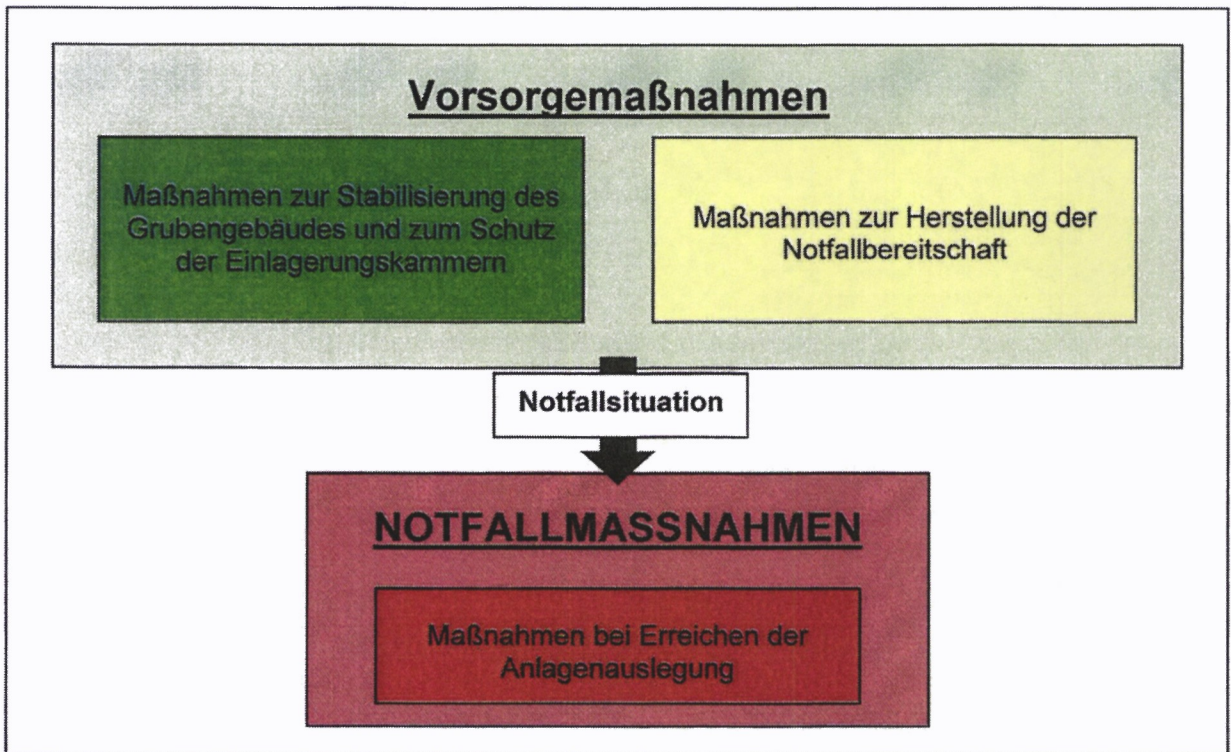 Vorsorgemaßnahmen
Maßnahmen zur Stabilisierung des
Grubengebäudes und zum Schutz
der Einlagerungskammern
Maßnahmen zur Herstellung der
Notfallbereitschaft
Notfallsituation
NOTFALLMASSNAHMEN
Maßnahmen bei Erreichen der
Anlagenauslegung